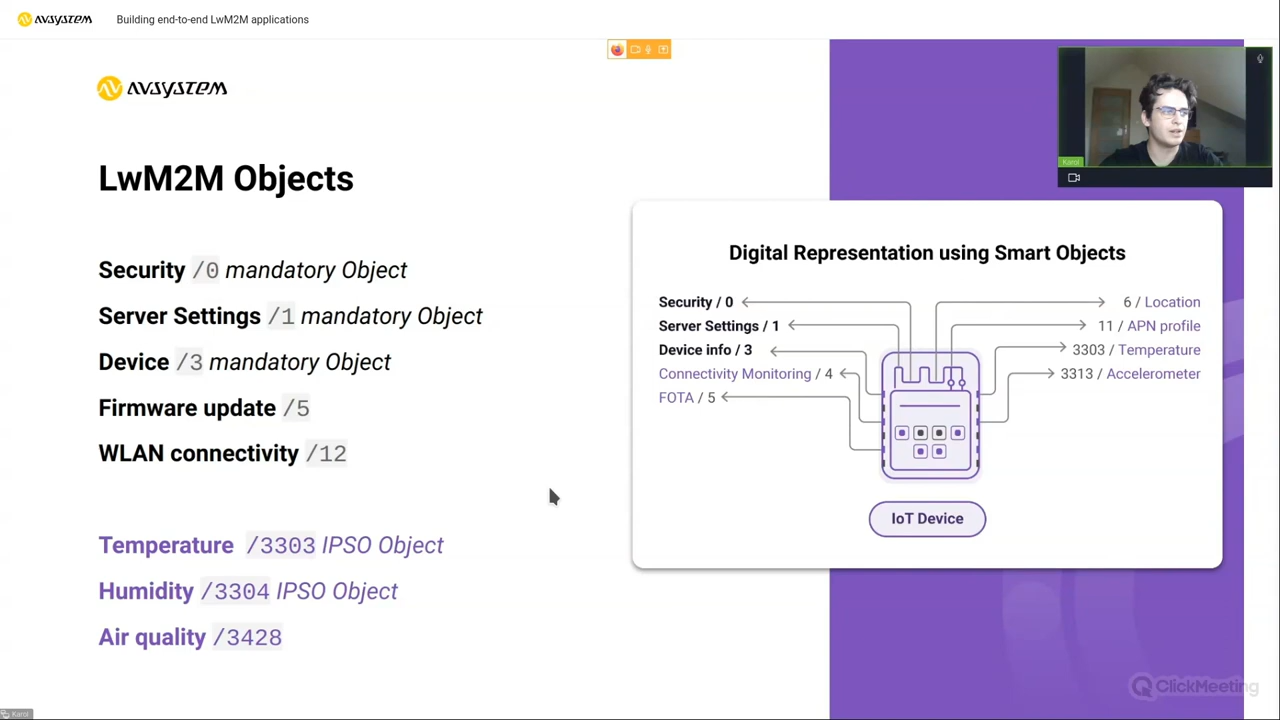 AVSYSTEM
Building end-to-end LwM2M applications
AVSYSTEM
LwM2M Objects
Security /0 mandatory Object
Server Settings /1 mandatory Object
Device /3 mandatory Object
Firmware update /5
WLAN connectivity /12
Temperature /3303 IPSO Object
Humidity /3304 IPSO Object
Air quality /3428
Digital Representation using Smart Objects
Security / 0
Server Settings / 1
Device info / 3
Connectivity Monitoring / 4
FOTA / 5
6 / Location
11 / APN profile
3303 / Temperature
3313 / Accelerometer
IoT Device
Karol
ClickMeeting
Karol